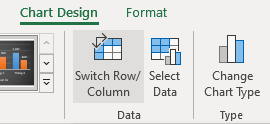 Chart Design Format
Switch Row/ Select Change
Column Data Chart Type
Data Type